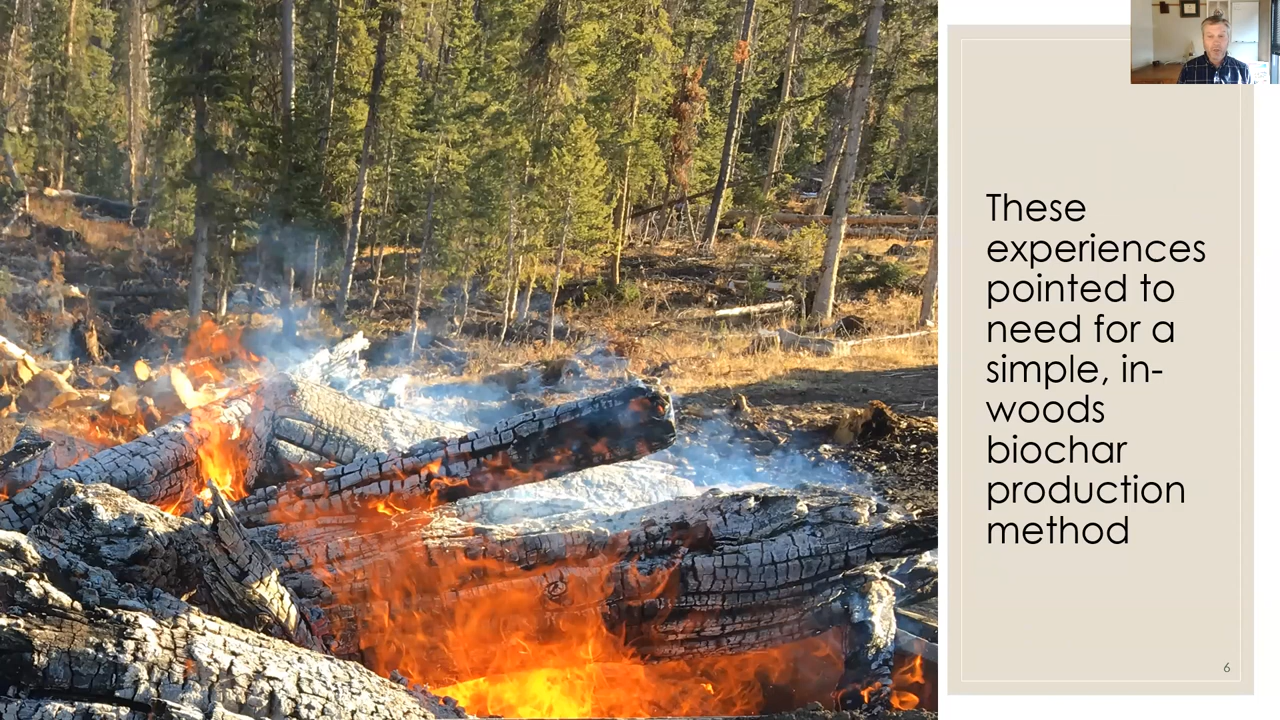 These
experiences
pointed to
need for a
simple, in-
woods
biochar
production
method
6